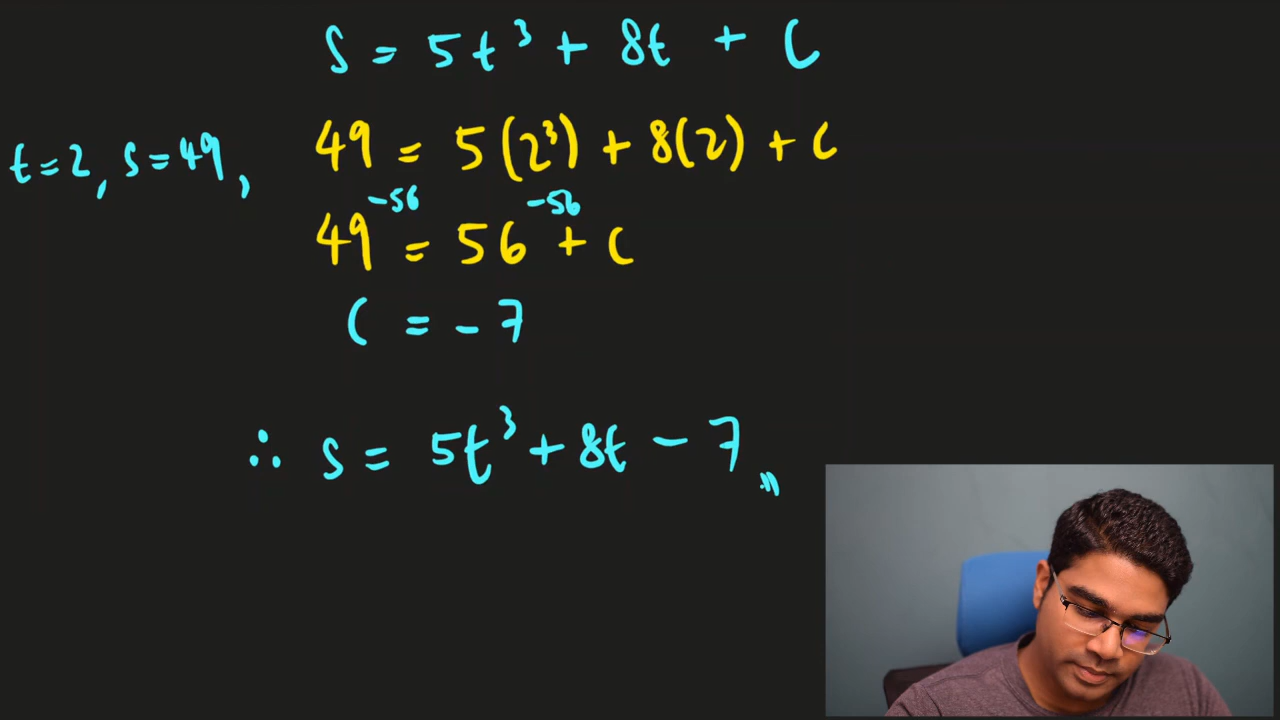 s = 5t³ + 8t + C
t=2, s=49,
49 = 5(2³) + 8(2) + C
-56 -56
49 = 56 + C
C = -7
∴ s = 5t³ + 8t - 7